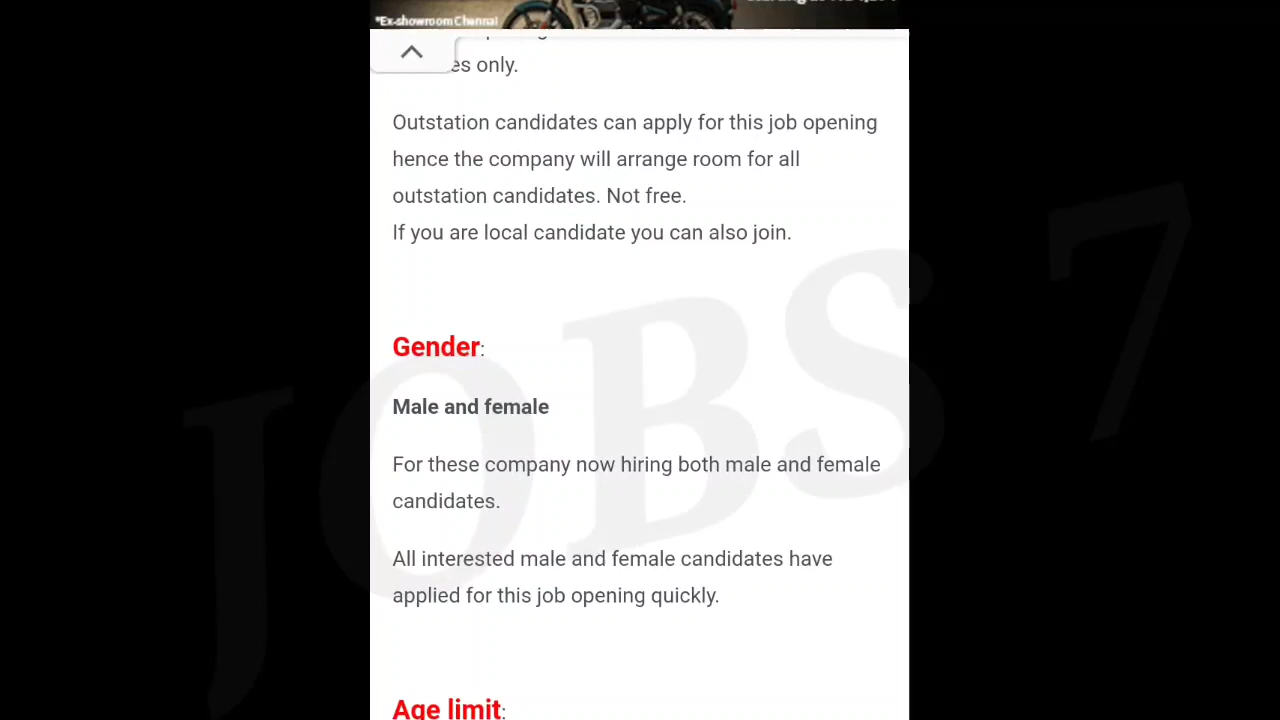 *Ex-showroom Chennai
es only.
Outstation candidates can apply for this job opening
hence the company will arrange room for all
outstation candidates. Not free.
If you are local candidate you can also join.
Gender:
Male and female
For these company now hiring both male and female
candidates.
All interested male and female candidates have
applied for this job opening quickly.
Age limit:
JOBS 7